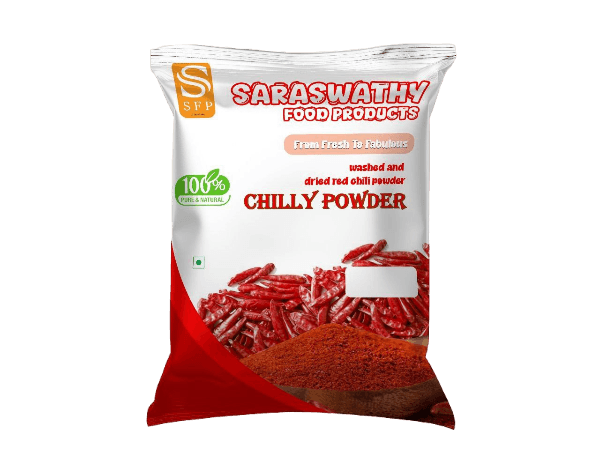 S
SFP
SARASWATHY
FOOD PRODUCTS
From Fresh To Fabulous
washed and
dried red chili powder
CHILLY POWDER
100%
PURE & NATURAL